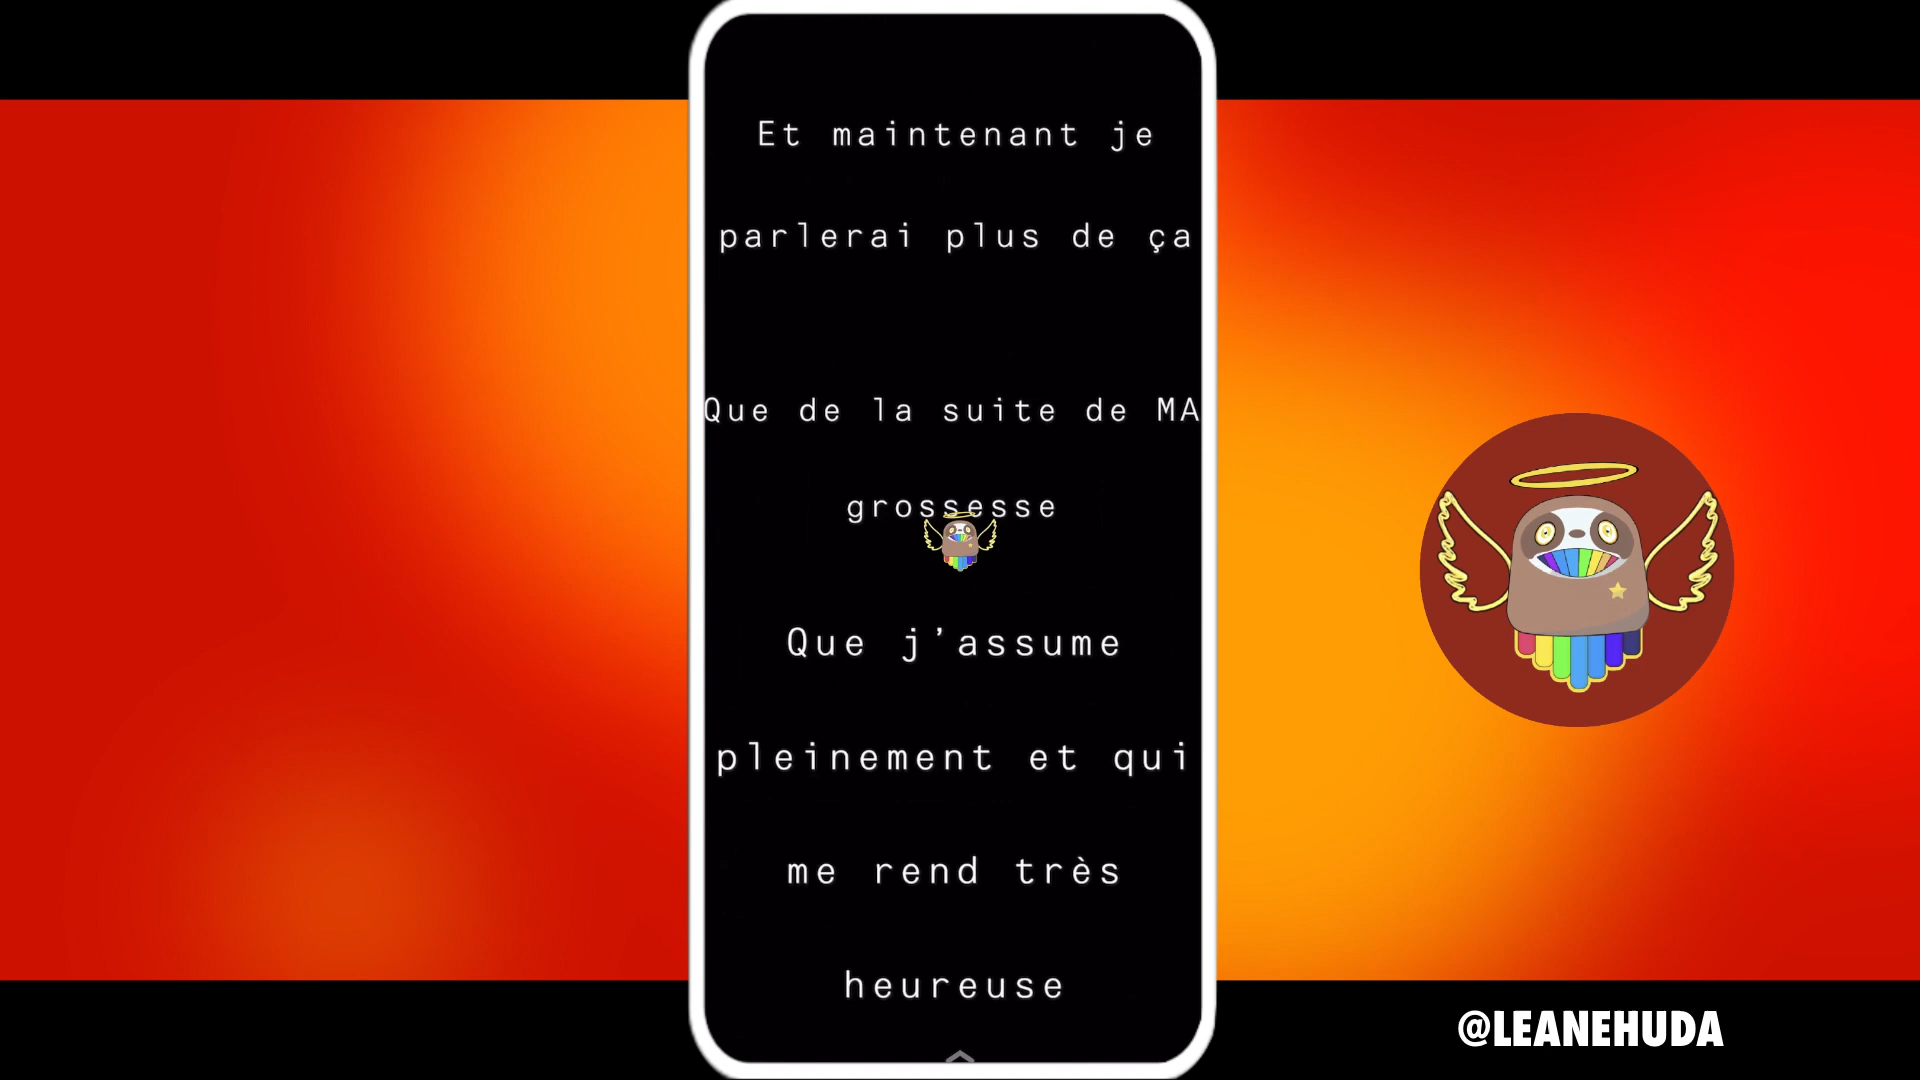 Et maintenant je
parlerai plus de ça
Que de la suite de MA
grossesse
Que j’assume
pleinement et qui
me rend très
heureuse
@LEANEHUDA